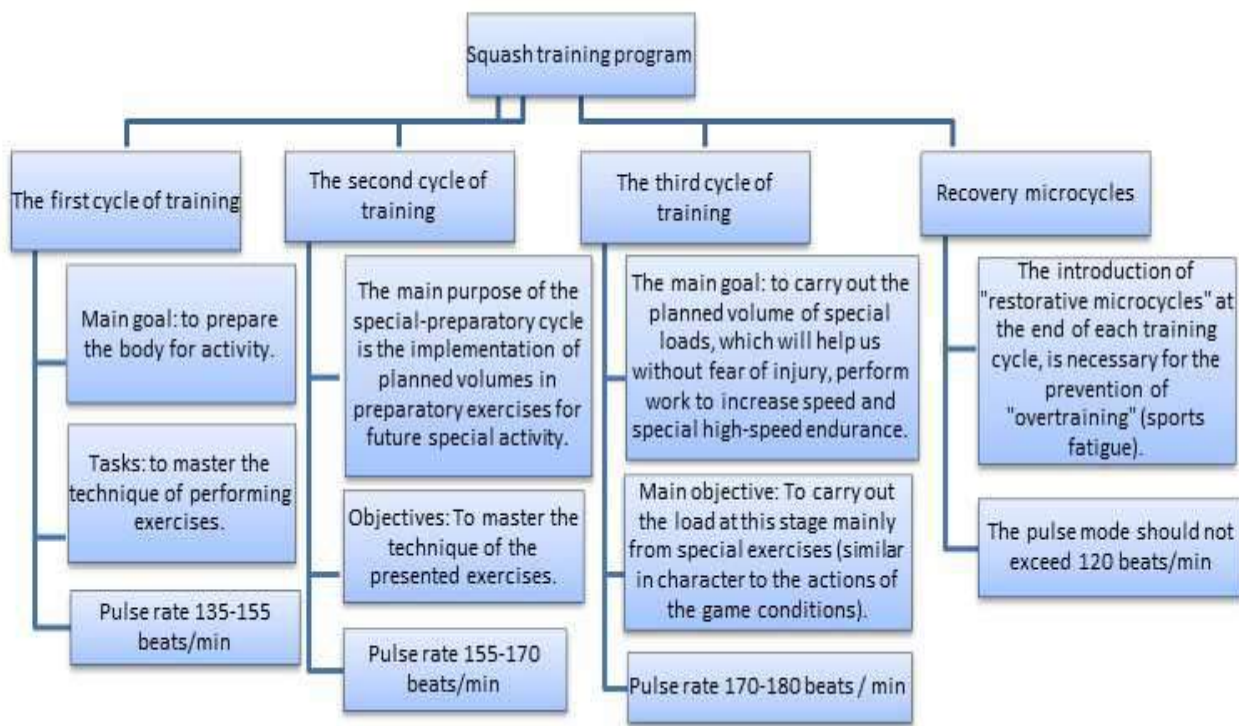 Squash training program
The first cycle of training
Main goal: to prepare
the body for activity.
Tasks: to master the
technique of performing
exercises.
Pulse rate 135-155
beats/min
The second cycle of
training
The main purpose of the
special-preparatory cycle
is the implementation of
planned volumes in
preparatory exercises for
future special activity.
Objectives: To master the
technique of the
presented exercises.
Pulse rate 155-170
beats/min
The third cycle of
training
The main goal: to carry out the
planned volume of special
loads, which will help us
without fear of injury, perform
work to increase speed and
special high-speed endurance.
Main objective: To carry out
the load at this stage mainly
from special exercises (similar
in character to the actions of
the game conditions).
Pulse rate 170-180 beats / min
Recovery microcycles
The introduction of
"restorative microcycles" at
the end of each training
cycle, is necessary for the
prevention of
"overtraining" (sports
fatigue).
The pulse mode should not
exceed 120 beats/min